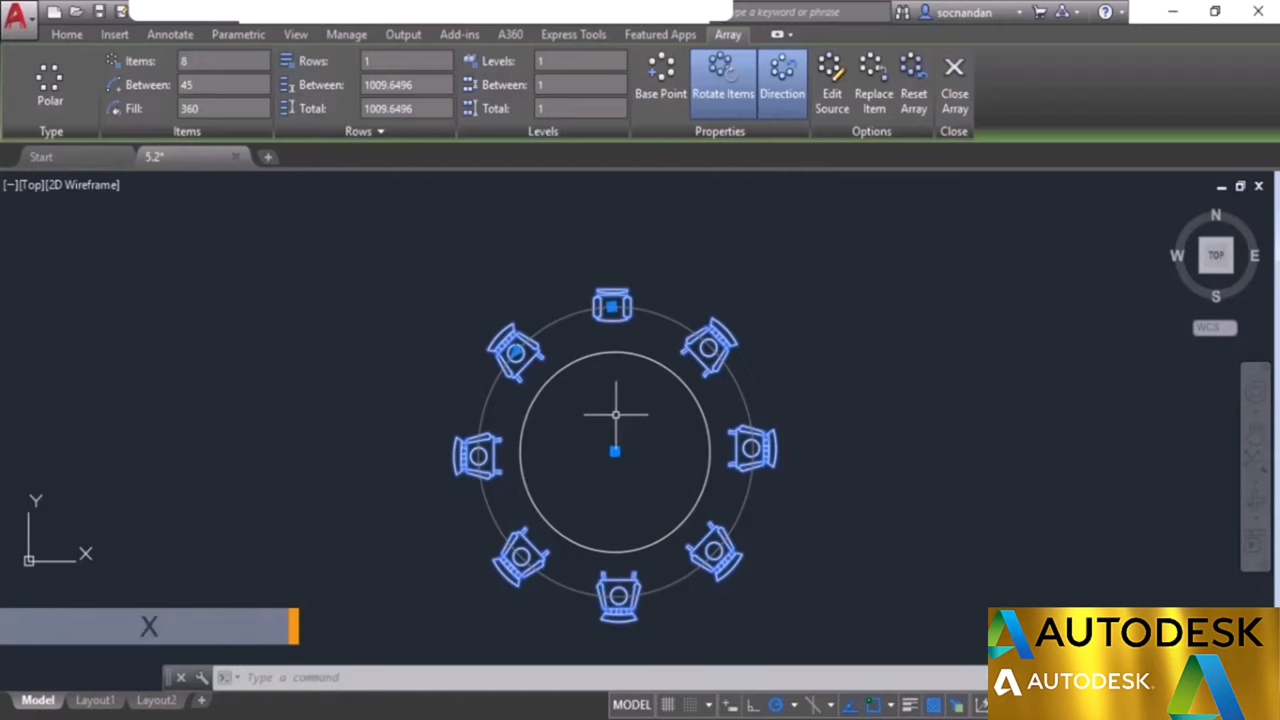 A
pe a keyword or phrase
socnandan
?
Home Insert Annotate Parametric View Manage Output Add-ins A360 Express Tools Featured Apps Array
Items: 8 Rows: 1 Levels: 1
Between: 45 Between: 1009.6496 Between: 1
Fill: 360 Total: 1009.6496 Total: 1
Polar
Base Point Rotate Items Direction Edit Source Replace Item Reset Array Close Array
Type Items Rows Levels Properties Options Close
Start 5.2*
[−][Top][2D Wireframe]
N
W TOP E
S
WCS
Y
X
X
Type a command
Model Layout1 Layout2
MODEL
AUTODESK
AUTODESK.